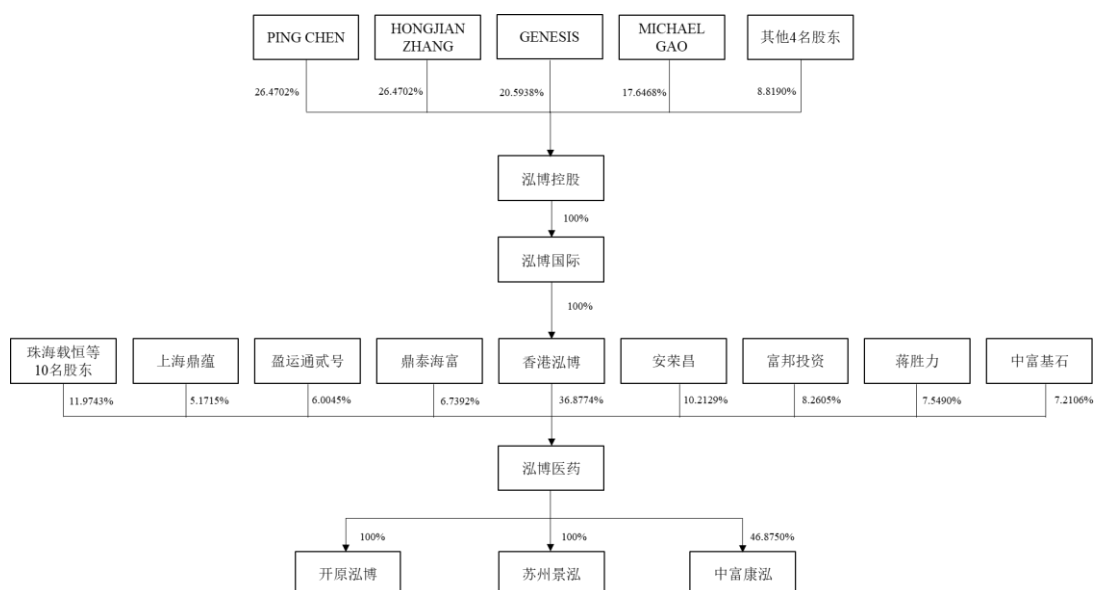 PING CHEN
HONGJIAN
ZHANG
GENESIS
MICHAEL
GAO
其他4名股东
26.4702%
26.4702%
20.5938%
17.6468%
8.8190%
泓博控股
100%
泓博国际
100%
珠海载恒等
10名股东
上海鼎蕴
盈运通贰号
鼎泰海富
香港泓博
安荣昌
富邦投资
蒋胜力
中富基石
11.9743%
5.1715%
6.0045%
6.7392%
36.8774%
10.2129%
8.2605%
7.5490%
7.2106%
泓博医药
100%
100%
46.8750%
开原泓博
苏州景泓
中富康泓